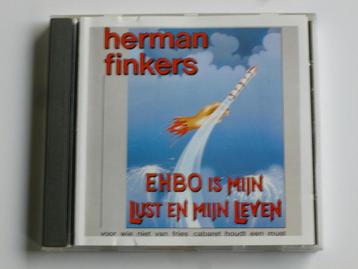 herman
finkers
EHBO IS MIJN
LUST EN MIJN LEVEN
voor wie niet van fries cabaret houdt een must